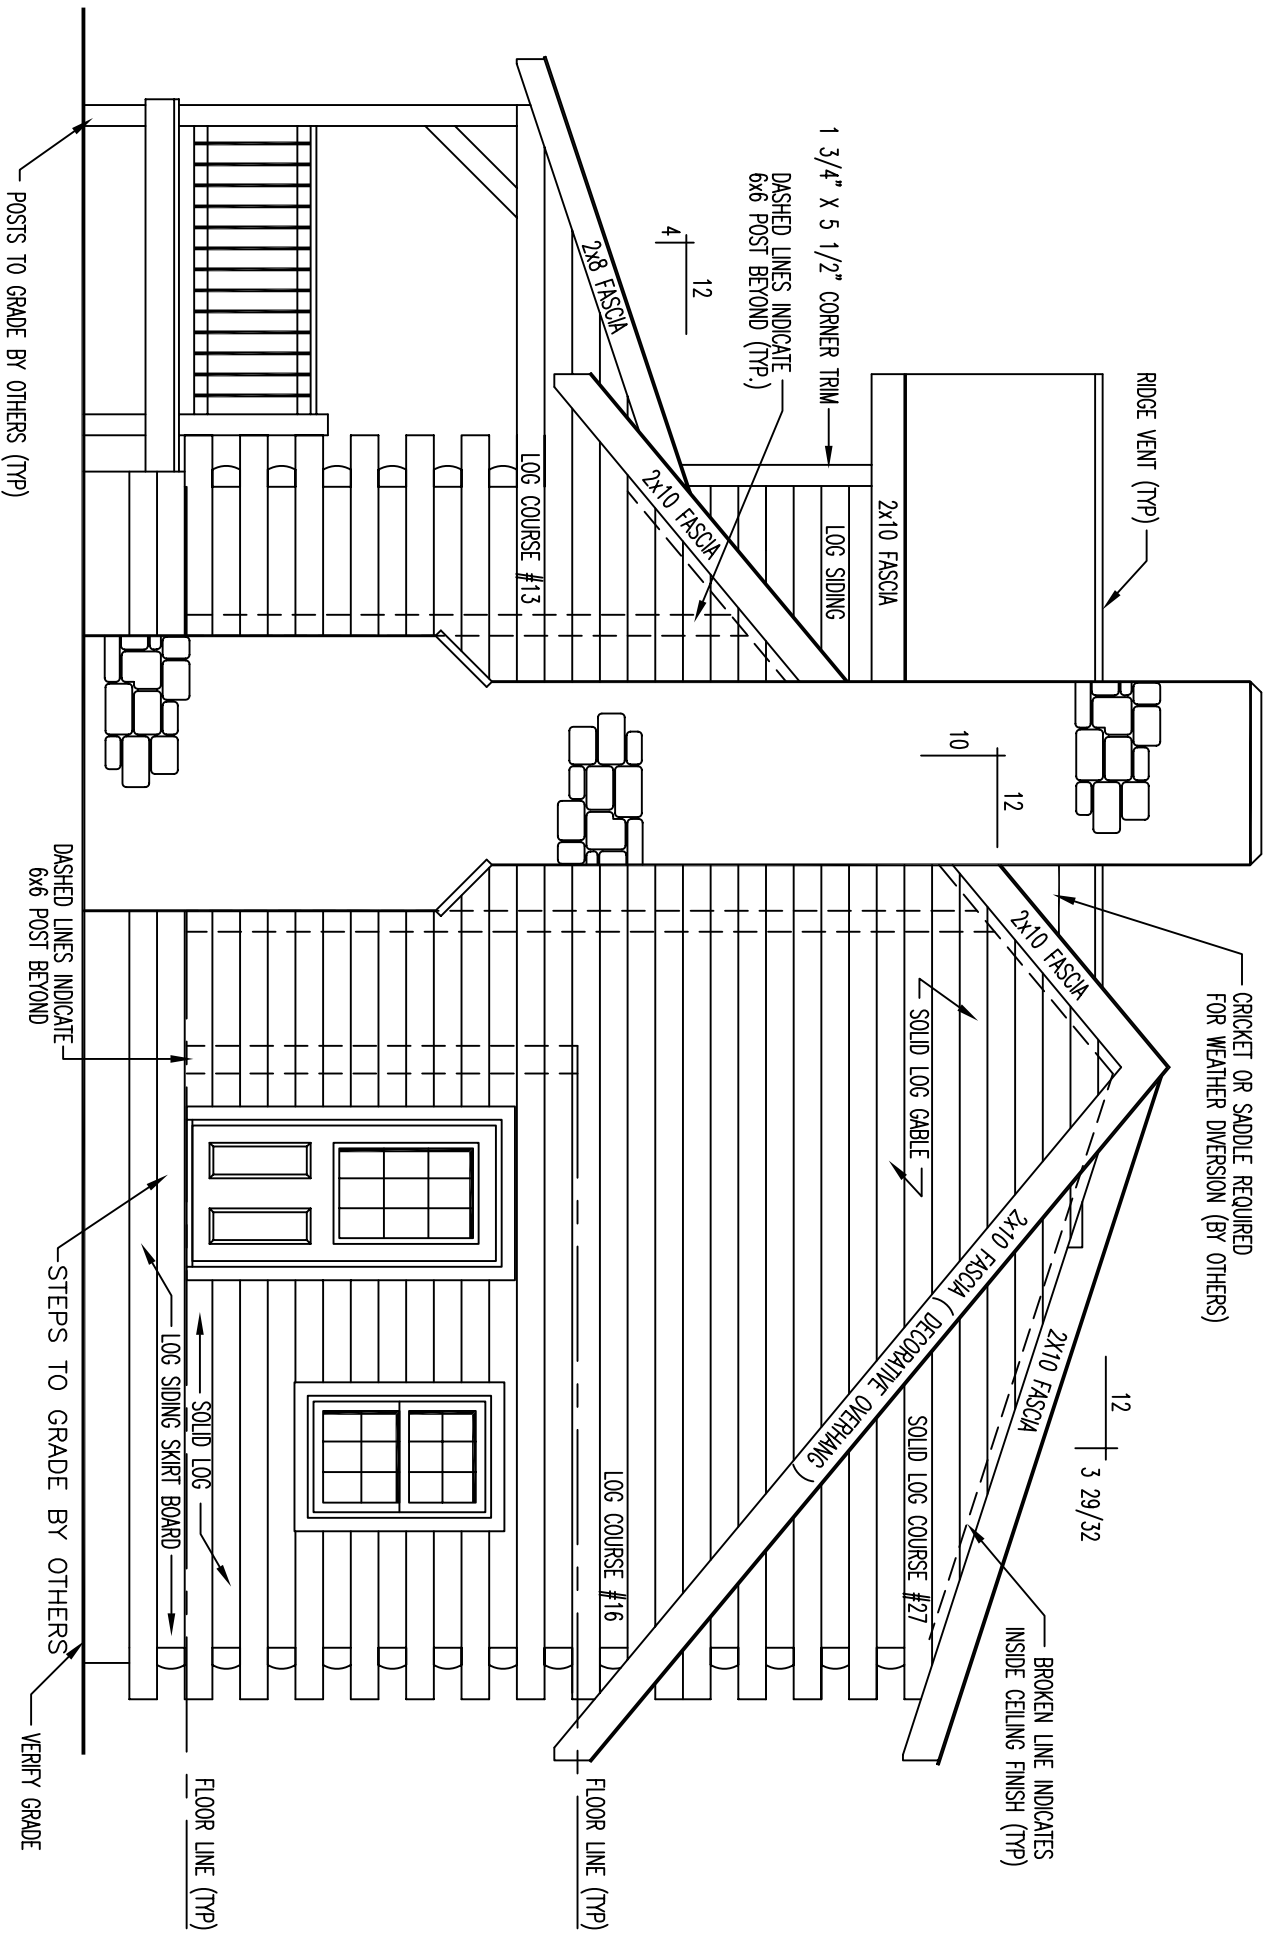 RIDGE VENT (TYP)
CRICKET OR SADDLE REQUIRED
FOR WEATHER DIVERSION (BY OTHERS)
12
3 29/32
BROKEN LINE INDICATES
INSIDE CEILING FINISH (TYP)
2x10 FASCIA
2X10 FASCIA
10
12
2x10 FASCIA
SOLID LOG GABLE
SOLID LOG COURSE #27
1 3/4" X 5 1/2" CORNER TRIM
LOG SIDING
2x10 FASCIA ( DECORATIVE OVERHANG )
DASHED LINES INDICATE
6x6 POST BEYOND (TYP.)
4
12
2x10 FASCIA
2x8 FASCIA
LOG COURSE #16
FLOOR LINE (TYP)
LOG COURSE #13
SOLID LOG
FLOOR LINE (TYP)
LOG SIDING SKIRT BOARD
DASHED LINES INDICATE
6x6 POST BEYOND
STEPS TO GRADE BY OTHERS
POSTS TO GRADE BY OTHERS (TYP)
VERIFY GRADE